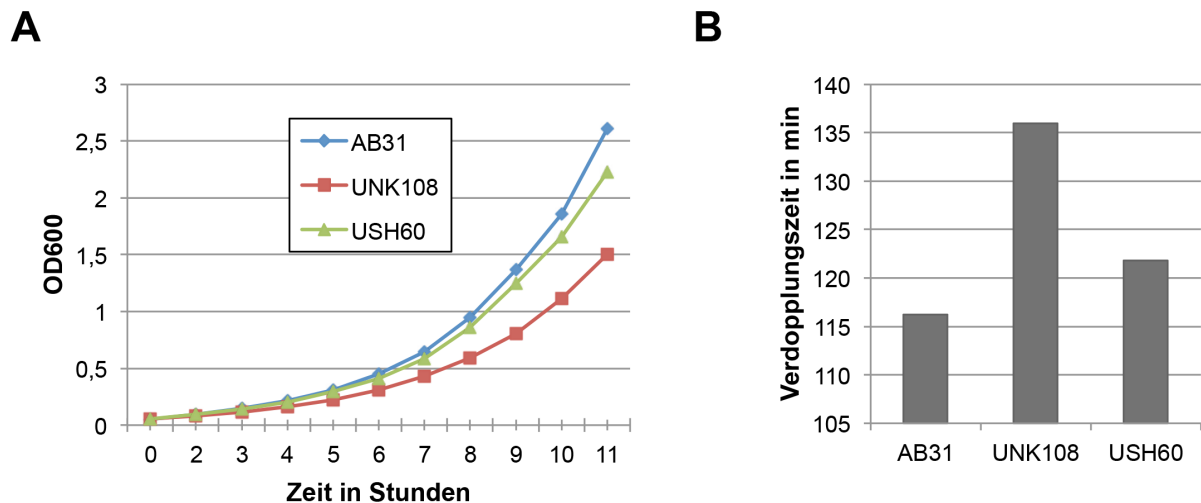 A
B
3
2,5
2
1,5
1
0,5
0
OD600
AB31
UNK108
USH60
0 2 3 4 5 6 7 8 9 10 11
Zeit in Stunden
140
135
130
125
120
115
110
105
Verdopplungszeit in min
AB31 UNK108 USH60